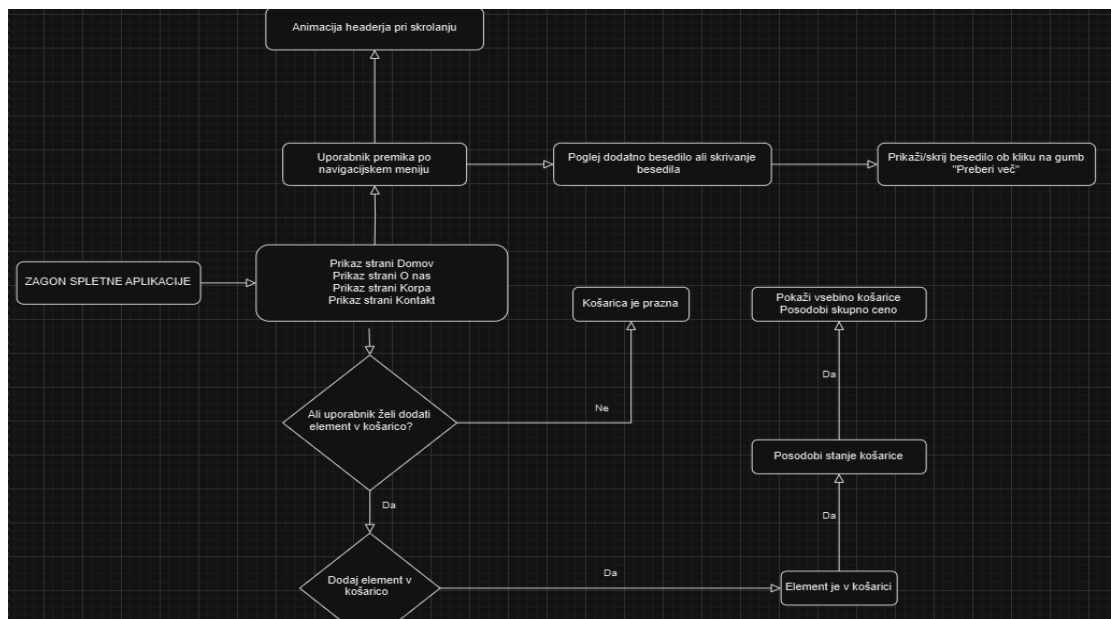 Animacija headerja pri skrolanju
Uporabnik premika po
navigacijskem meniju
Poglej dodatno besedilo ali skrivanje
besedila
Prikaži/skrij besedilo ob kliku na gumb
"Preberi več"
ZAGON SPLETNE APLIKACIJE
Prikaz strani Domov
Prikaz strani O nas
Prikaz strani Korpa
Prikaz strani Kontakt
Košarica je prazna
Pokaži vsebino košarice
Posodobi skupno ceno
Da
Ali uporabnik želi dodati
element v košarico?
Ne
Posodobi stanje košarice
Da
Da
Dodaj element v
košarico
Da
Element je v košarici